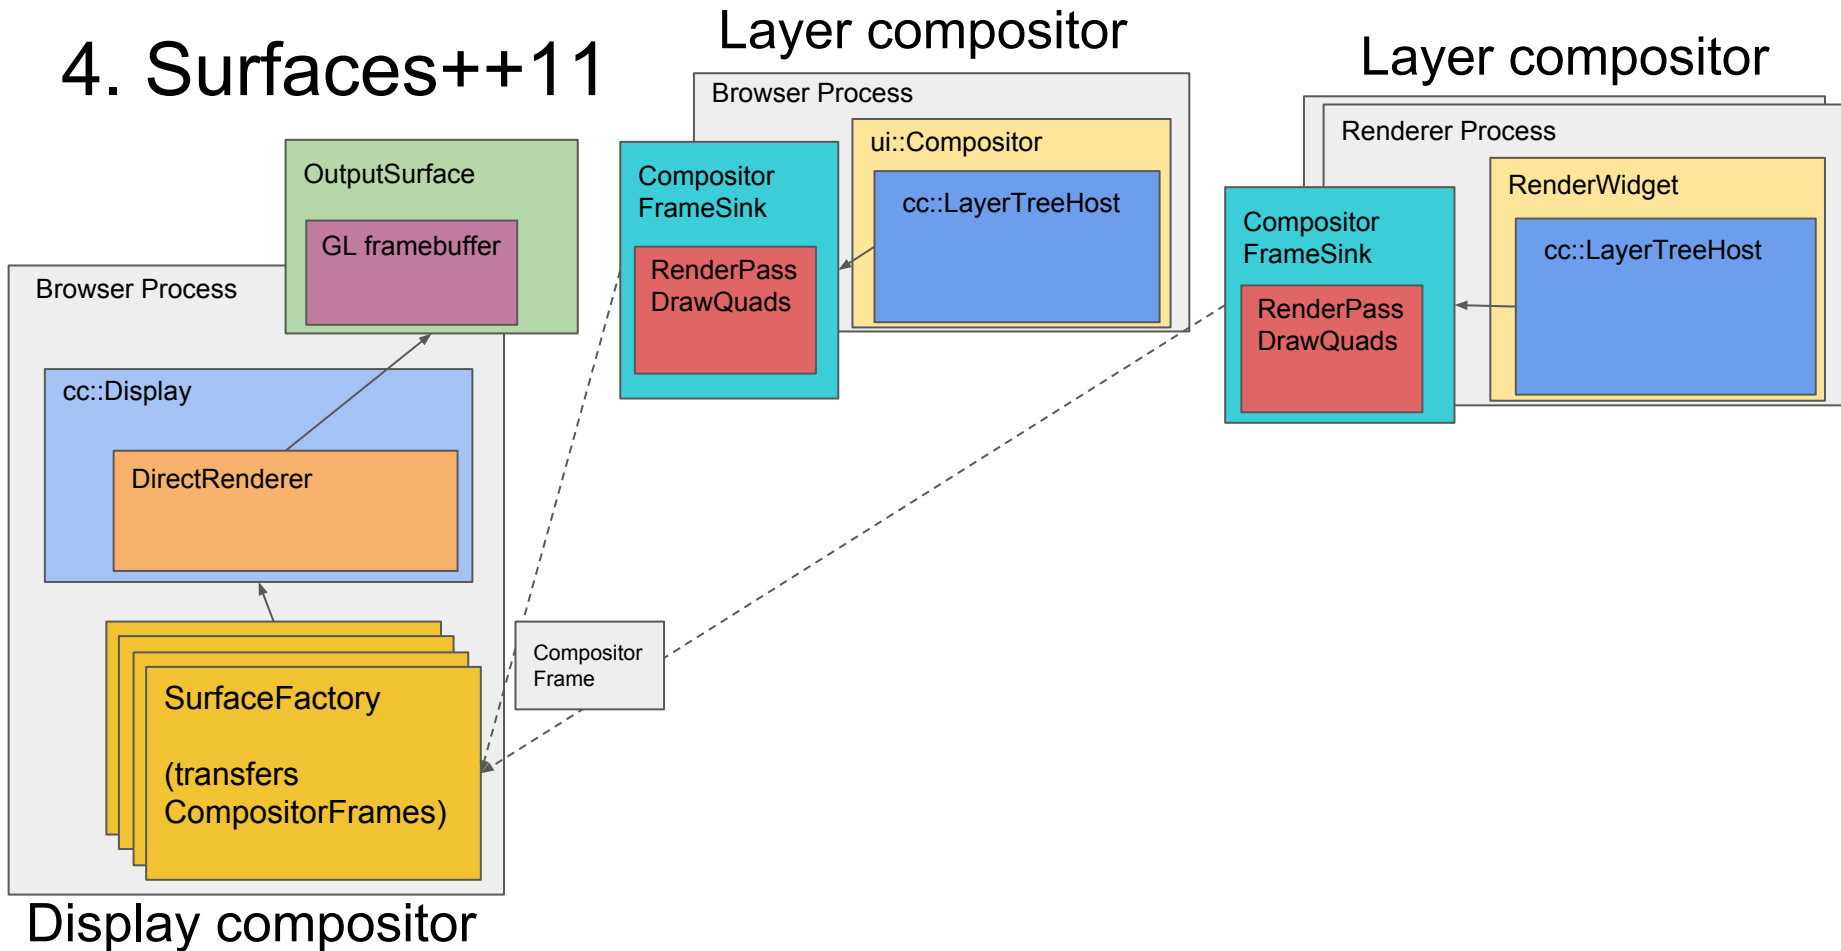 4. Surfaces++11
Layer compositor
Layer compositor
Browser Process
ui::Compositor
cc::LayerTreeHost
Compositor
FrameSink
RenderPass
DrawQuads
Renderer Process
RenderWidget
cc::LayerTreeHost
Compositor
FrameSink
RenderPass
DrawQuads
OutputSurface
GL framebuffer
Browser Process
cc::Display
DirectRenderer
SurfaceFactory
(transfers
CompositorFrames)
Compositor
Frame
Display compositor